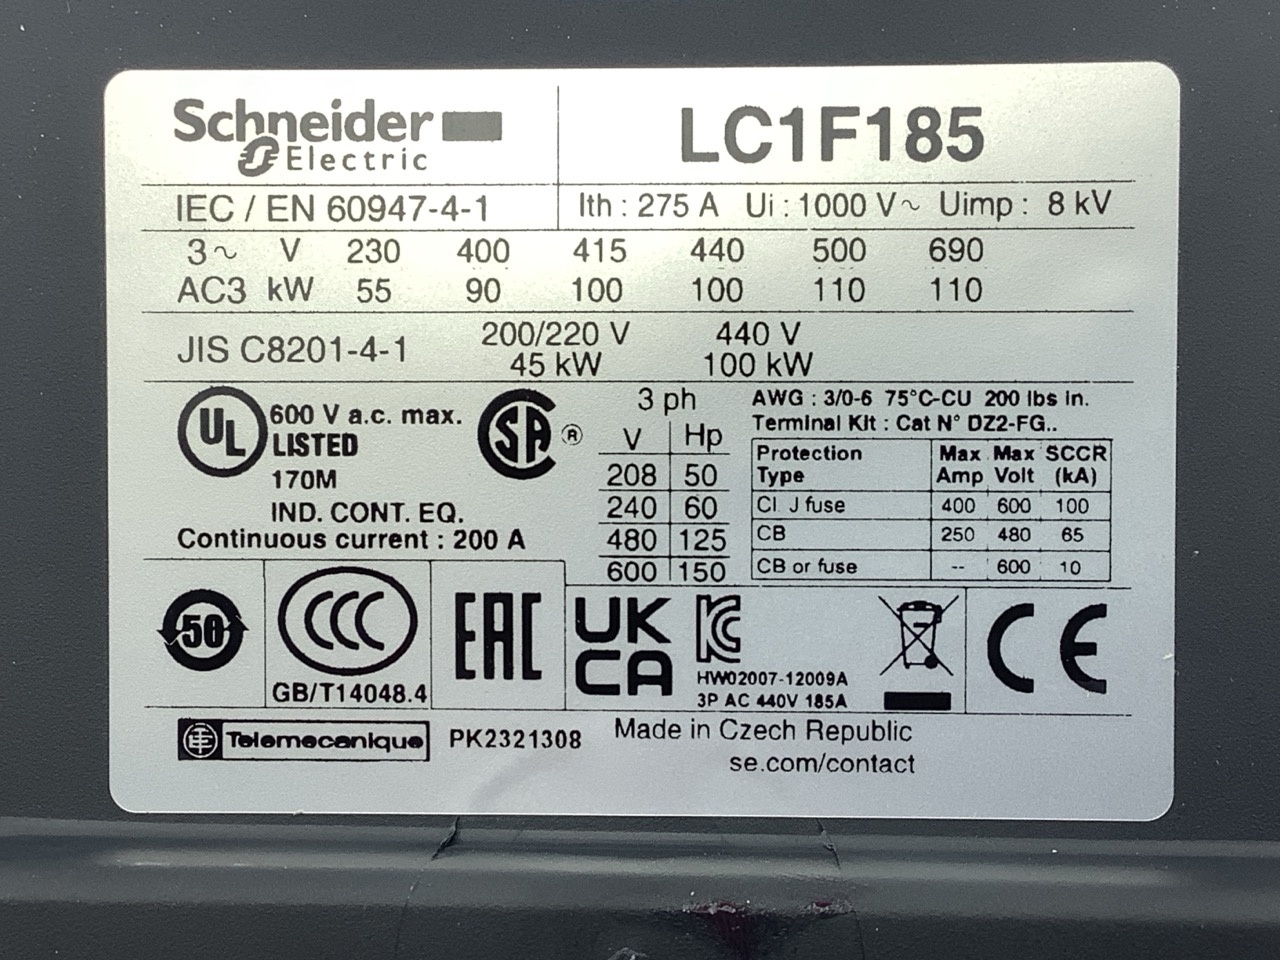 Schneider
Electric
LC1F185
IEC / EN 60947-4-1
Ith : 275 A Ui : 1000 V~ Uimp : 8 kV
3~ V 230 400 415 440 500 690
AC3 kW 55 90 100 100 110 110
JIS C8201-4-1
200/220 V 440 V
45 kW 100 kW
UL
600 V a.c. max.
LISTED
170M
IND. CONT. EQ.
Continuous current : 200 A
SA ®
3 ph
V Hp
208 50
240 60
480 125
600 150
AWG : 3/0-6 75°C-CU 200 lbs in.
Terminal Kit : Cat N° DZ2-FG..
Protection Type Max Amp Max Volt SCCR (kA)
Cl J fuse 400 600 100
CB 250 480 65
CB or fuse -- 600 10
50
CCC
GB/T14048.4
EAC
UK
CA
KC
HW02007-12009A
3P AC 440V 185A
CE
Telemecanique
PK2321308
Made in Czech Republic
se.com/contact